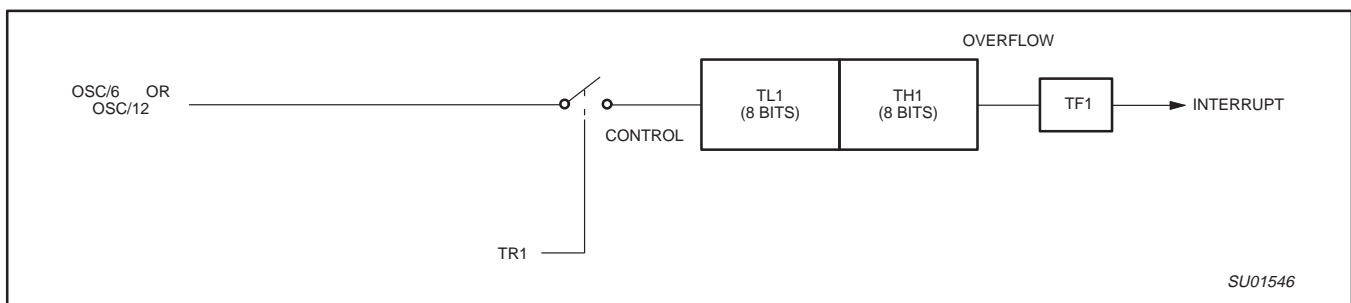 OVERFLOW
OSC/6 OR
OSC/12
TL1
(8 BITS)
TH1
(8 BITS)
TF1
INTERRUPT
CONTROL
TR1
SU01546